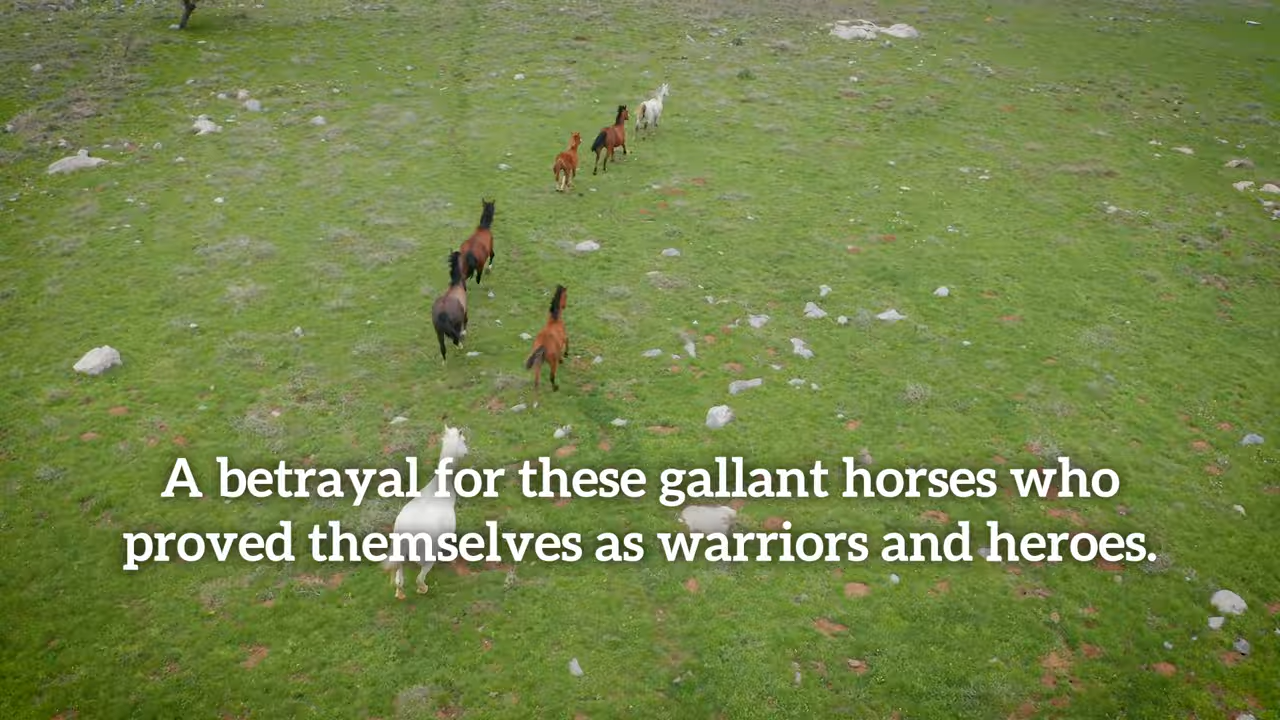 A betrayal for these gallant horses who
proved themselves as warriors and heroes.